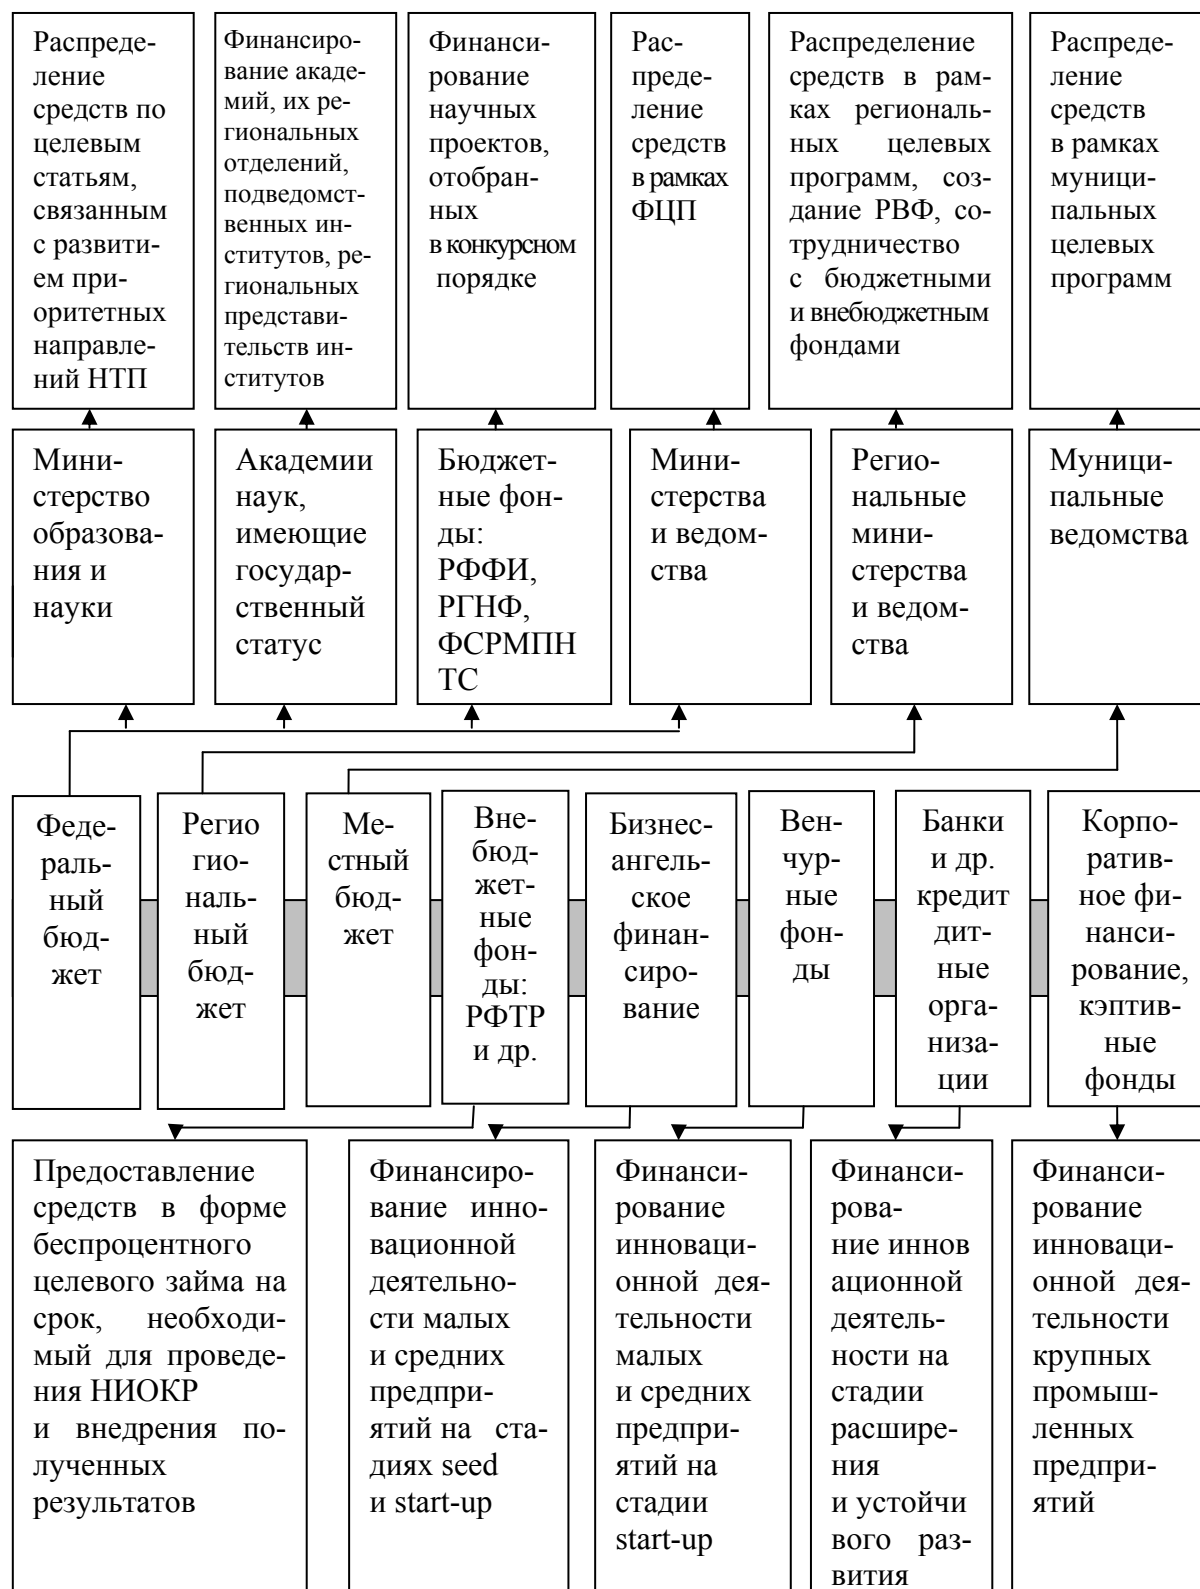 Распреде-
ление
средств по
целевым
статьям,
связанным
с развити-
ем при-
оритетных
направле-
ний НТП
Финансиро-
вание акаде-
мий, их ре-
гиональных
отделений,
подведомст-
венных ин-
ститутов, ре-
гиональных
представи-
тельств ин-
ститутов
Финанси-
рование
научных
проектов,
отобран-
ных
в конкурсном
порядке
Рас-
преде-
ление
средств
в рамках
ФЦП
Распределение
средств в рам-
ках региональ-
ных целевых
программ, соз-
дание РВФ, со-
трудничество
с бюджетными
и внебюджетным
фондами
Распреде-
ление
средств
в рамках
муници-
пальных
целевых
программ
Мини-
стерство
образова-
ния и
науки
Академии
наук,
имеющие
государ-
ственный
статус
Бюджет-
ные фон-
ды:
РФФИ,
РГНФ,
ФСРМПН
ТС
Мини-
стерства
и ведом-
ства
Регио-
нальные
мини-
стерства
и ведом-
ства
Муници-
пальные
ведомства
Феде-
раль-
ный
бюд-
жет
Регио
гио-
наль-
ный
бюд-
жет
Ме-
стный
бюд-
жет
Вне-
бюд-
жет-
ные
фон-
ды:
РФТР
и др.
Бизнес-
ангель-
ское
финан-
сиро-
вание
Вен-
чур-
ные
фон-
ды
Банки
и др.
кредит
дит-
ные
орга-
низа-
ции
Корпо-
ратив-
ное фи-
нанси-
рование,
кэптив-
ные
фонды
Предоставление
средств в форме
беспроцентного
целевого займа на
срок, необходи-
мый для проведе-
ния НИОКР
и внедрения по-
лученных
результатов
Финансиро-
вание инно-
вационной
деятельно-
сти малых
и средних
предпри-
ятий на ста-
диях seed
и start-up
Финанси-
рование
инноваци-
онной дея-
тельности
малых
и средних
предпри-
ятий на
стадии
start-up
Финанси-
рова-
ние иннов
ационной
деятель-
ности на
стадии
расшире-
ния
и устойчи
вого раз-
вития
Финанси-
рование
инноваци-
онной дея-
тельности
крупных
промыш-
ленных
предпри-
ятий